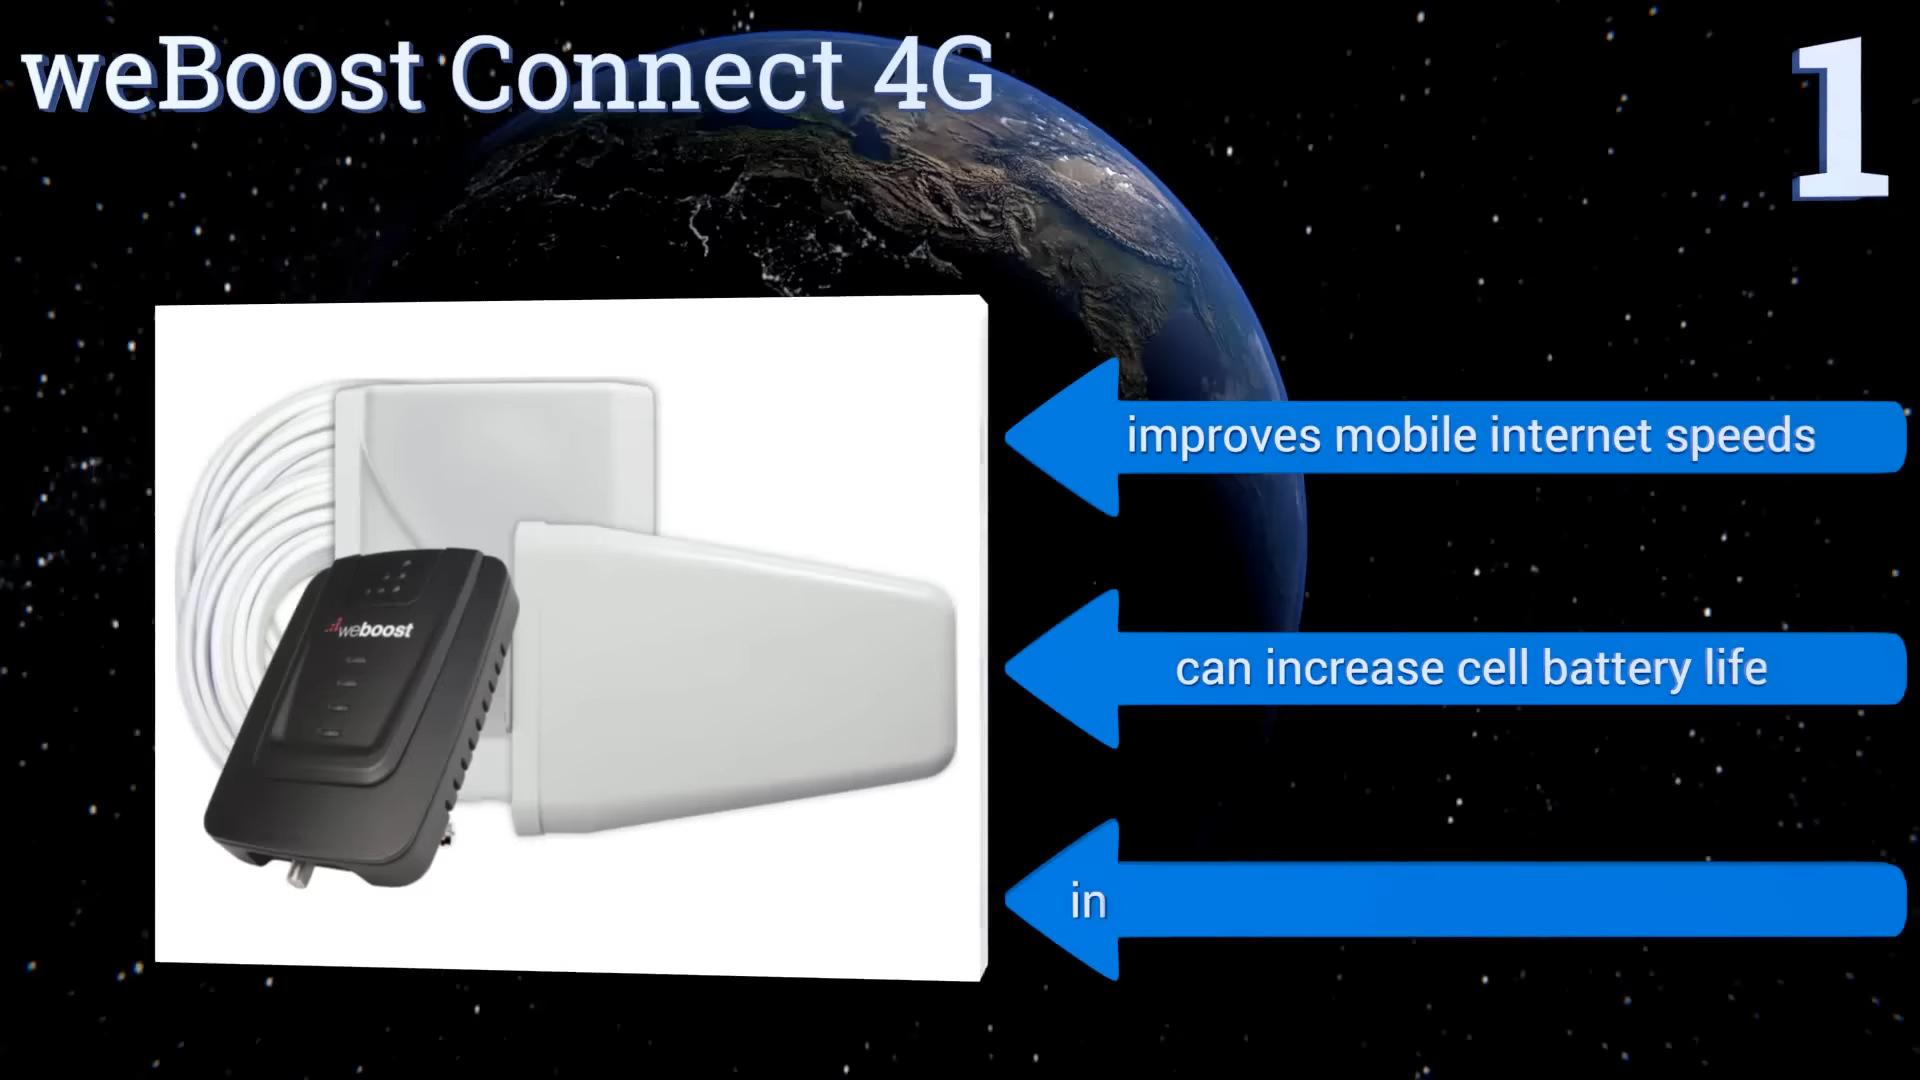 weBoost Connect 4G
1
improves mobile internet speeds
weboost
can increase cell battery life
in